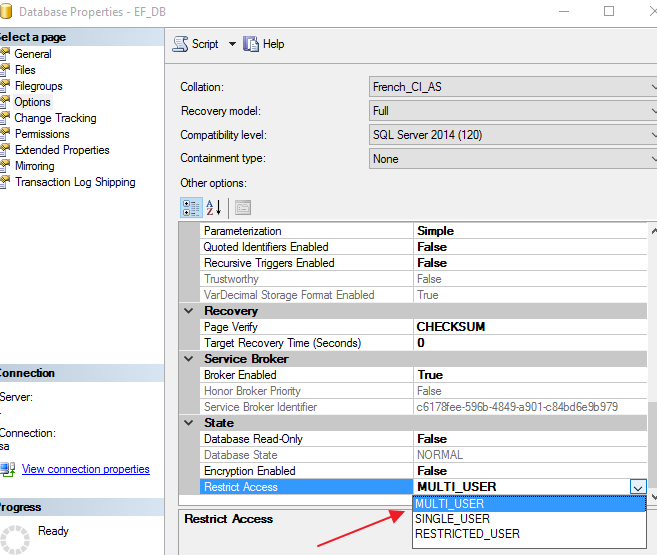 Database Properties - EF_DB
Select a page
General
Files
Filegroups
Options
Change Tracking
Permissions
Extended Properties
Mirroring
Transaction Log Shipping
Connection
Server:
.
Connection:
sa
View connection properties
Progress
Ready
Script
Help
Collation: French_CI_AS
Recovery model: Full
Compatibility level: SQL Server 2014 (120)
Containment type: None
Other options:
Parameterization Simple
Quoted Identifiers Enabled False
Recursive Triggers Enabled False
Trustworthy False
VarDecimal Storage Format Enabled True
Recovery
Page Verify CHECKSUM
Target Recovery Time (Seconds) 0
Service Broker
Broker Enabled True
Honor Broker Priority False
Service Broker Identifier c6178fee-596b-4849-a901-c84bd6e9b979
State
Database Read-Only False
Database State NORMAL
Encryption Enabled False
Restrict Access MULTI_USER
MULTI_USER
SINGLE_USER
RESTRICTED_USER
Restrict Access